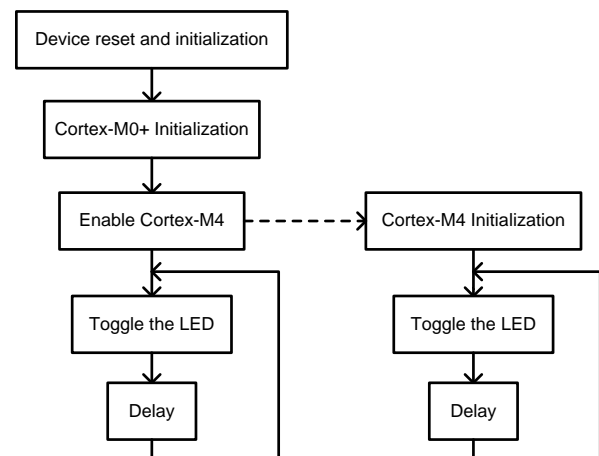 Device reset and initialization
Cortex-M0+ Initialization
Enable Cortex-M4
Cortex-M4 Initialization
Toggle the LED
Toggle the LED
Delay
Delay